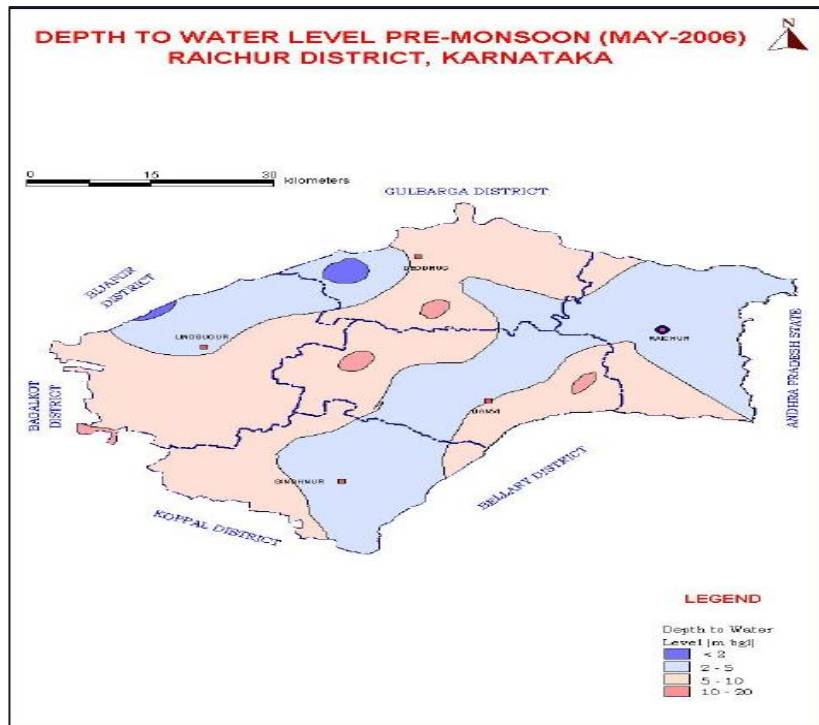 N
DEPTH TO WATER LEVEL PRE-MONSOON (MAY-2006)
RAICHUR DISTRICT, KARNATAKA
0 15 30
kilometers
GULBARGA DISTRICT
BIJAPUR
DISTRICT
DEODRUG
LINGSUGUR
RAICHUR
ANDHRA PRADESH STATE
BAGALKOT
DISTRICT
SINDHNUR
BELLARY DISTRICT
KOPPAL DISTRICT
LEGEND
Depth to Water
Level (m bgl)
< 2
2 - 5
5 - 10
10 - 20